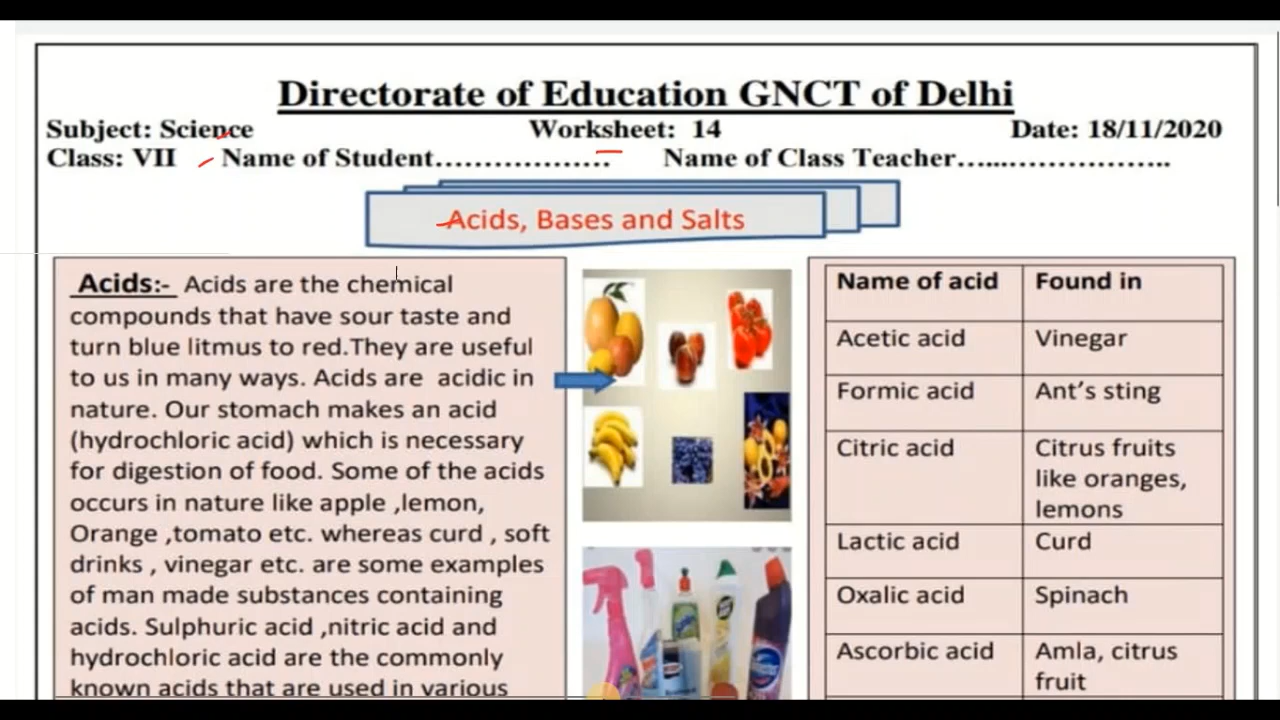 Directorate of Education GNCT of Delhi
Subject: Science Worksheet: 14 Date: 18/11/2020
Class: VII Name of Student……………… Name of Class Teacher…...……………..
Acids, Bases and Salts
Acids:- Acids are the chemical
compounds that have sour taste and
turn blue litmus to red.They are useful
to us in many ways. Acids are acidic in
nature. Our stomach makes an acid
(hydrochloric acid) which is necessary
for digestion of food. Some of the acids
occurs in nature like apple ,lemon,
Orange ,tomato etc. whereas curd , soft
drinks , vinegar etc. are some examples
of man made substances containing
acids. Sulphuric acid ,nitric acid and
hydrochloric acid are the commonly
known acids that are used in various
Name of acid Found in
Acetic acid Vinegar
Formic acid Ant’s sting
Citric acid Citrus fruits
like oranges,
lemons
Lactic acid Curd
Oxalic acid Spinach
Ascorbic acid Amla, citrus
fruit